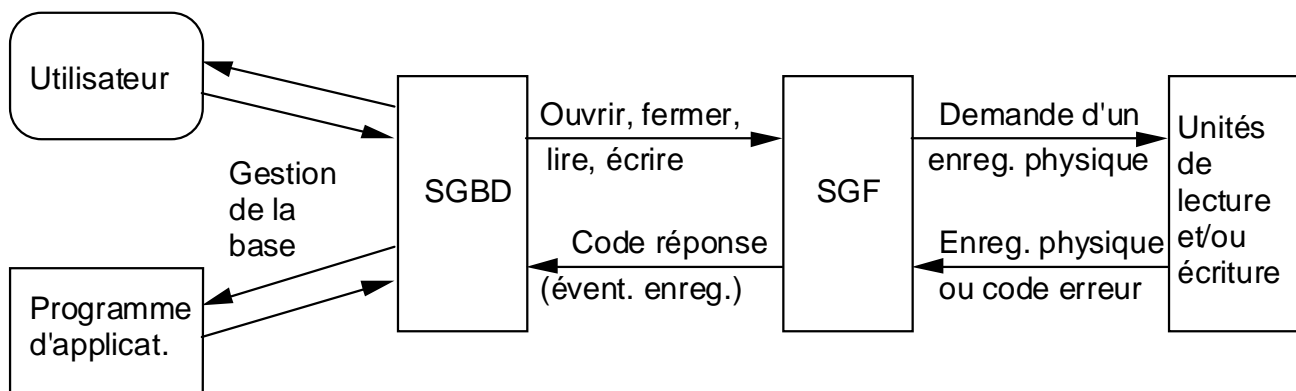 Utilisateur
Gestion
de la
base
Programme
d'applicat.
SGBD
Ouvrir, fermer,
lire, écrire
Code réponse
(évent. enreg.)
SGF
Demande d'un
enreg. physique
Enreg. physique
ou code erreur
Unités
de
lecture
et/ou
écriture